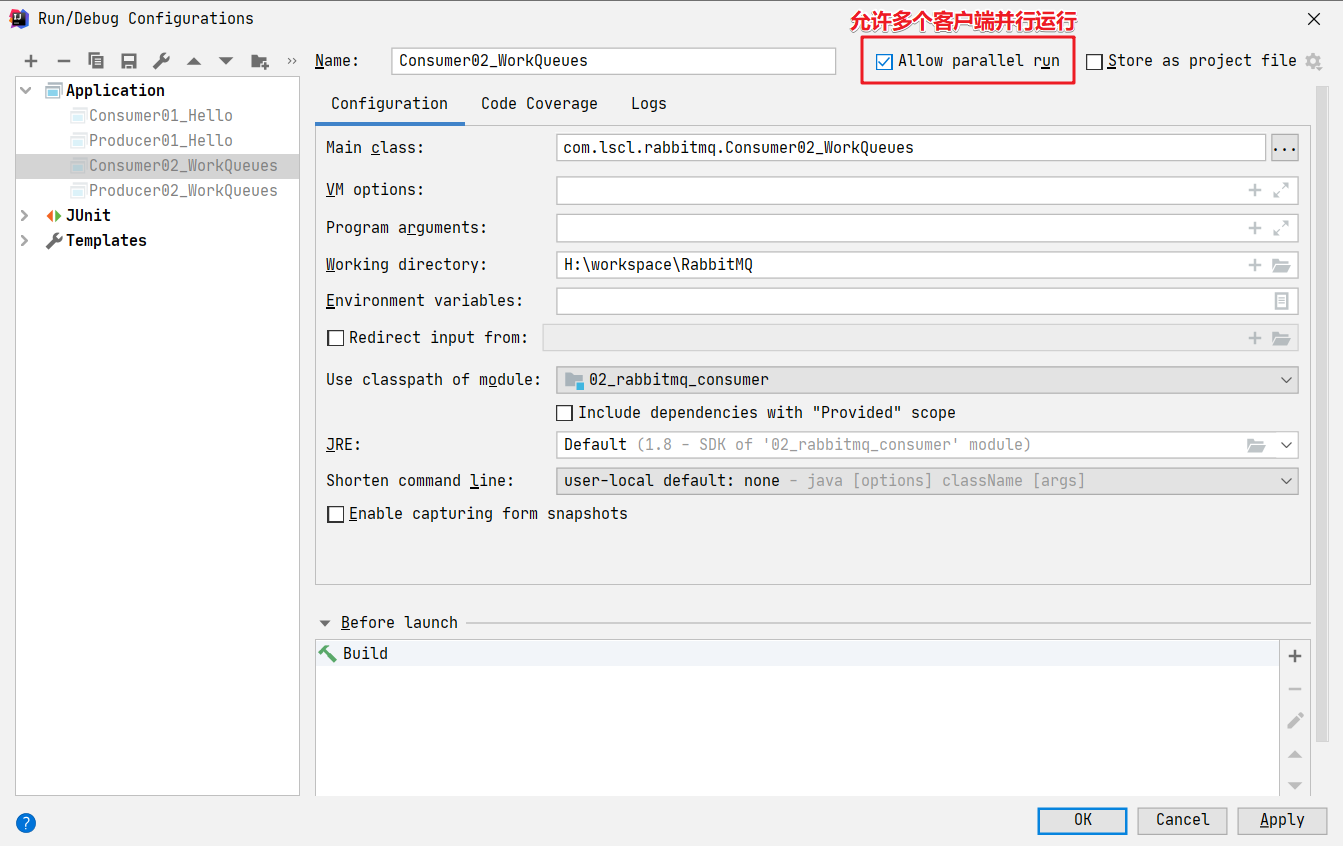 Run/Debug Configurations
允许多个客户端并行运行
Name: Consumer02_WorkQueues Allow parallel run Store as project file
Application
Consumer01_Hello
Producer01_Hello
Consumer02_WorkQueues
Producer02_WorkQueues
JUnit
Templates
Configuration Code Coverage Logs
Main class: com.lscl.rabbitmq.Consumer02_WorkQueues ...
VM options:
Program arguments:
Working directory: H:\workspace\RabbitMQ
Environment variables:
Redirect input from:
Use classpath of module: 02_rabbitmq_consumer
Include dependencies with "Provided" scope
JRE: Default (1.8 - SDK of '02_rabbitmq_consumer' module)
Shorten command line: user-local default: none - java [options] className [args]
Enable capturing form snapshots
Before launch
Build
? OK Cancel Apply